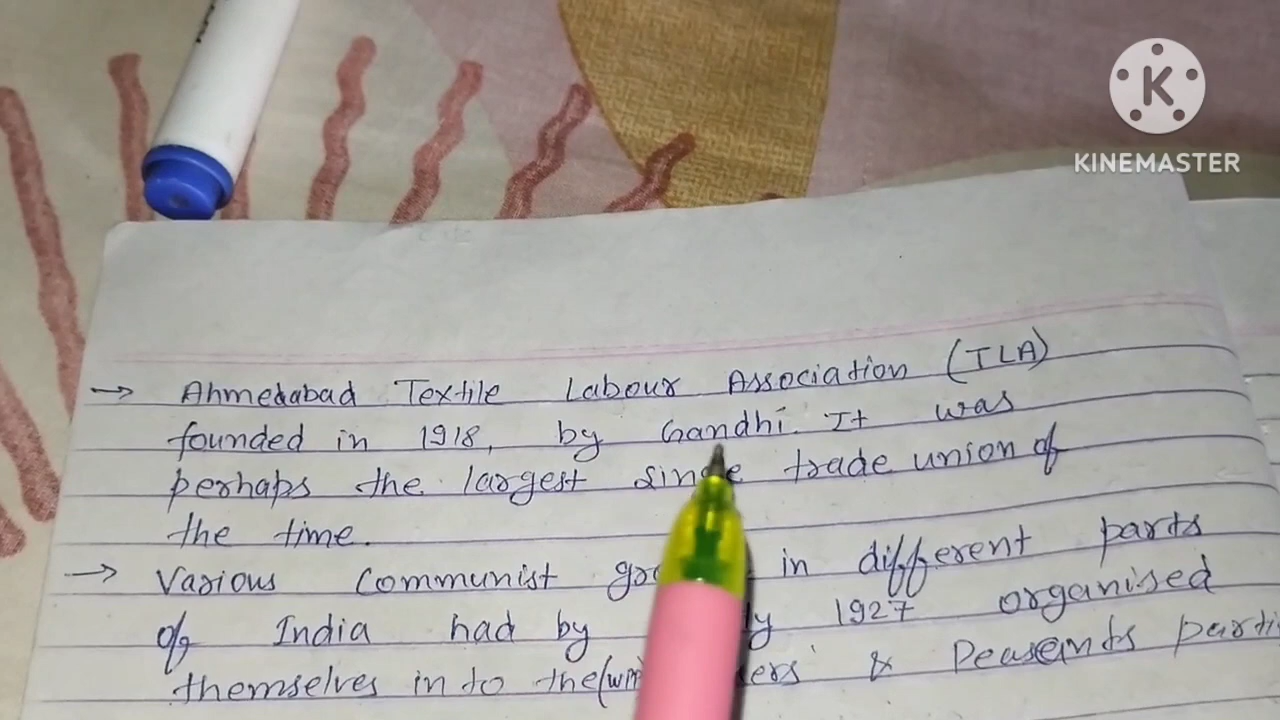 KINEMASTER
→ Ahmedabad Textile Labour Association (TLA)
founded in 1918, by Gandhi. It was
perhaps the largest trade union of
the time.
→ Various Communist in different parts
of India had by 1927 organised
themselves in to the & Peasants